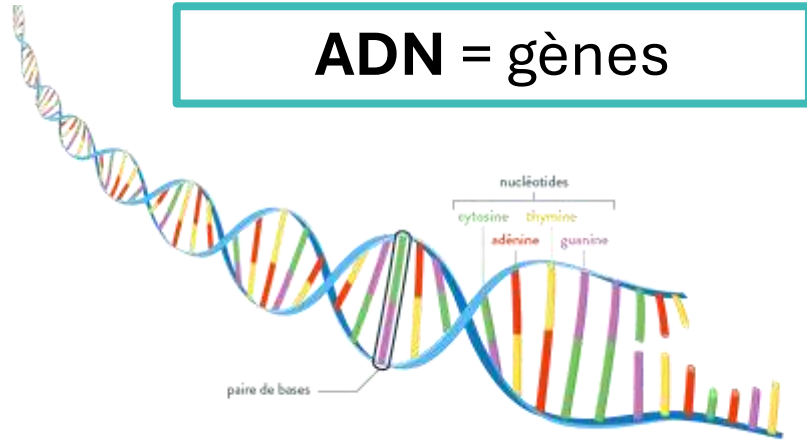 ADN = gènes
nucléotides
cytosine thymine
adénine guanine
paire de bases